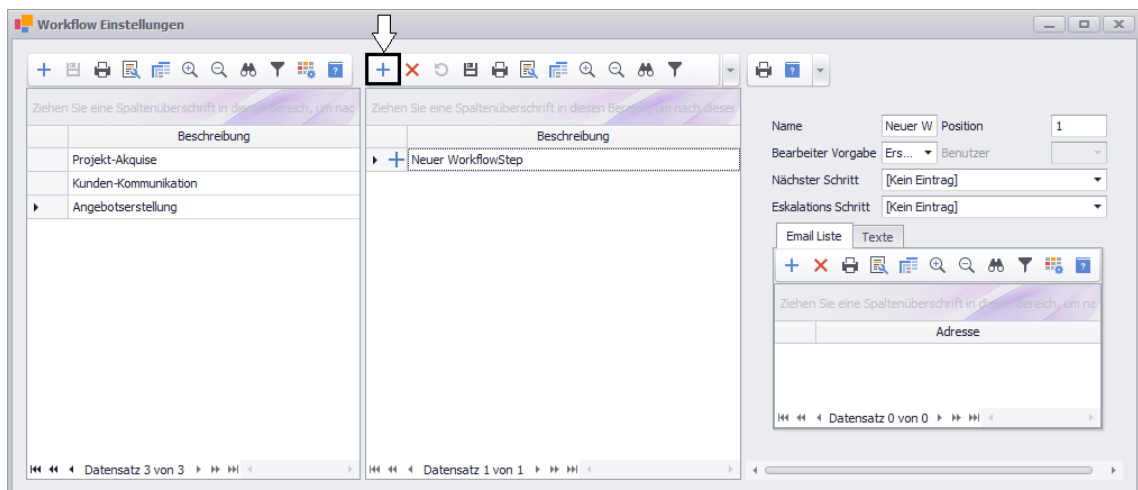 Workflow Einstellungen
Ziehen Sie eine Spaltenüberschrift in diesen Bereich, um nac
Beschreibung
Projekt-Akquise
Kunden-Kommunikation
Angebotserstellung
Datensatz 3 von 3
Ziehen Sie eine Spaltenüberschrift in diesen Bereich, um nach dieser
Beschreibung
Neuer WorkflowStep
Datensatz 1 von 1
Name Neuer W Position 1
Bearbeiter Vorgabe Ers... Benutzer
Nächster Schritt [Kein Eintrag]
Eskalations Schritt [Kein Eintrag]
Email Liste Texte
Ziehen Sie eine Spaltenüberschrift in diesen Bereich, um na
Adresse
Datensatz 0 von 0